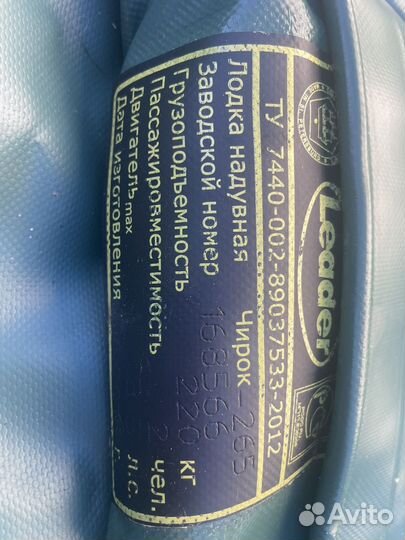 Leader
ТУ 7440-002-89037533-2012
Лодка надувная Чирок-265
Заводской номер 168566
Грузоподъемность 220 кг
Пассажировместимость 2 чел.
Двигатель max л.с.
Дата изготовления г.
Avito